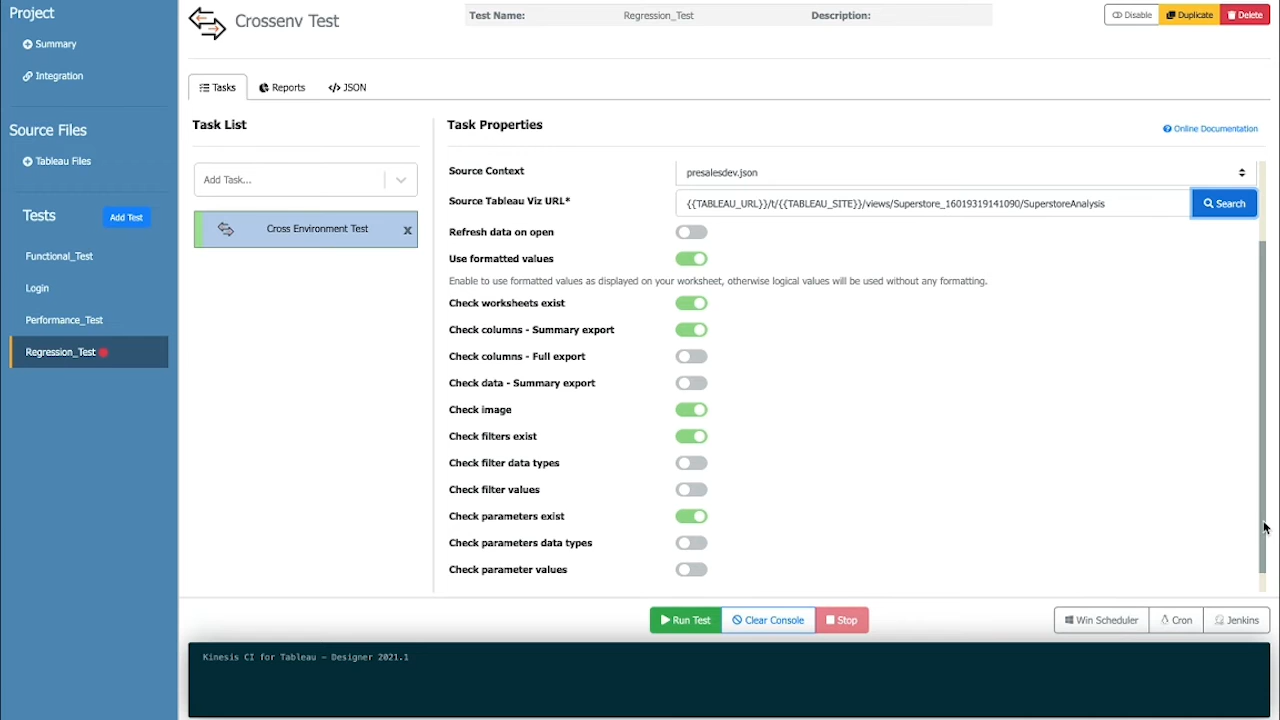 Project
Summary
Integration
Source Files
Tableau Files
Tests
Add Test
Functional_Test
Login
Performance_Test
Regression_Test
Crossenv Test
Test Name:
Regression_Test
Description:
Disable
Duplicate
Delete
Tasks
Reports
</> JSON
Task List
Add Task...
Cross Environment Test
x
Task Properties
Online Documentation
Source Context
presalesdev.json
Source Tableau Viz URL*
{{TABLEAU_URL}}/t/{{TABLEAU_SITE}}/views/Superstore_16019319141090/SuperstoreAnalysis
Search
Refresh data on open
Use formatted values
Enable to use formatted values as displayed on your worksheet, otherwise logical values will be used without any formatting.
Check worksheets exist
Check columns - Summary export
Check columns - Full export
Check data - Summary export
Check image
Check filters exist
Check filter data types
Check filter values
Check parameters exist
Check parameters data types
Check parameter values
Run Test
Clear Console
Stop
Win Scheduler
Cron
Jenkins
Kinesis CI for Tableau – Designer 2021.1